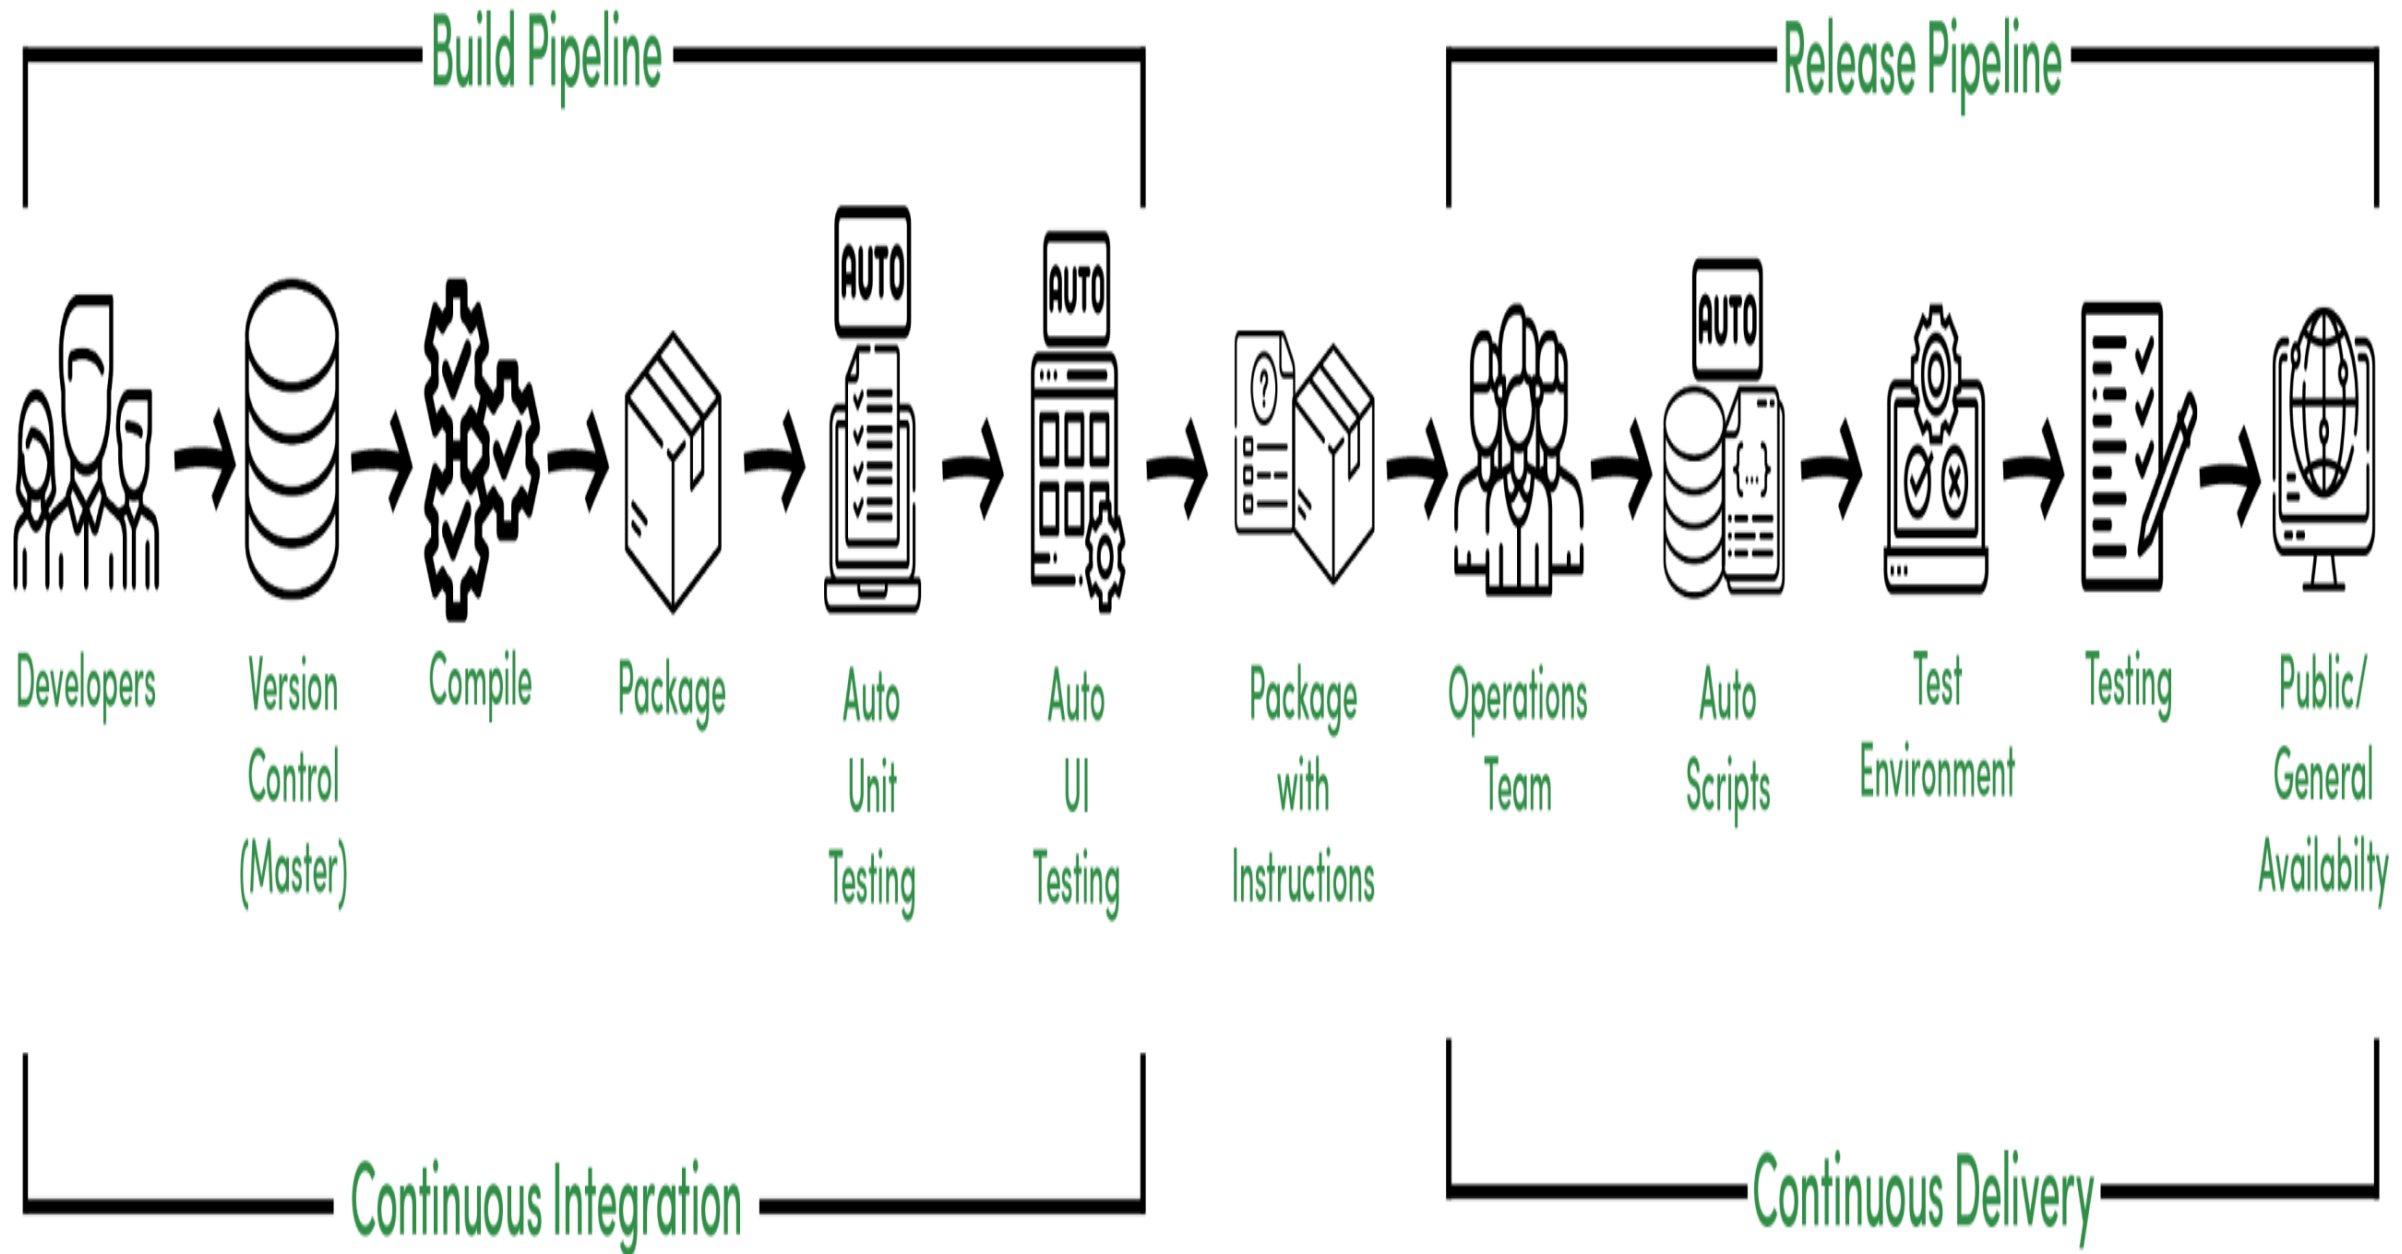 Build Pipeline
Release Pipeline
AUTO
AUTO
AUTO
?
{...}
Developers
Version
Control
(Master)
Compile
Package
Auto
Unit
Testing
Auto
UI
Testing
Package
with
Instructions
Operations
Team
Auto
Scripts
Test
Environment
Testing
Public/
General
Availabilty
Continuous Integration
Continuous Delivery